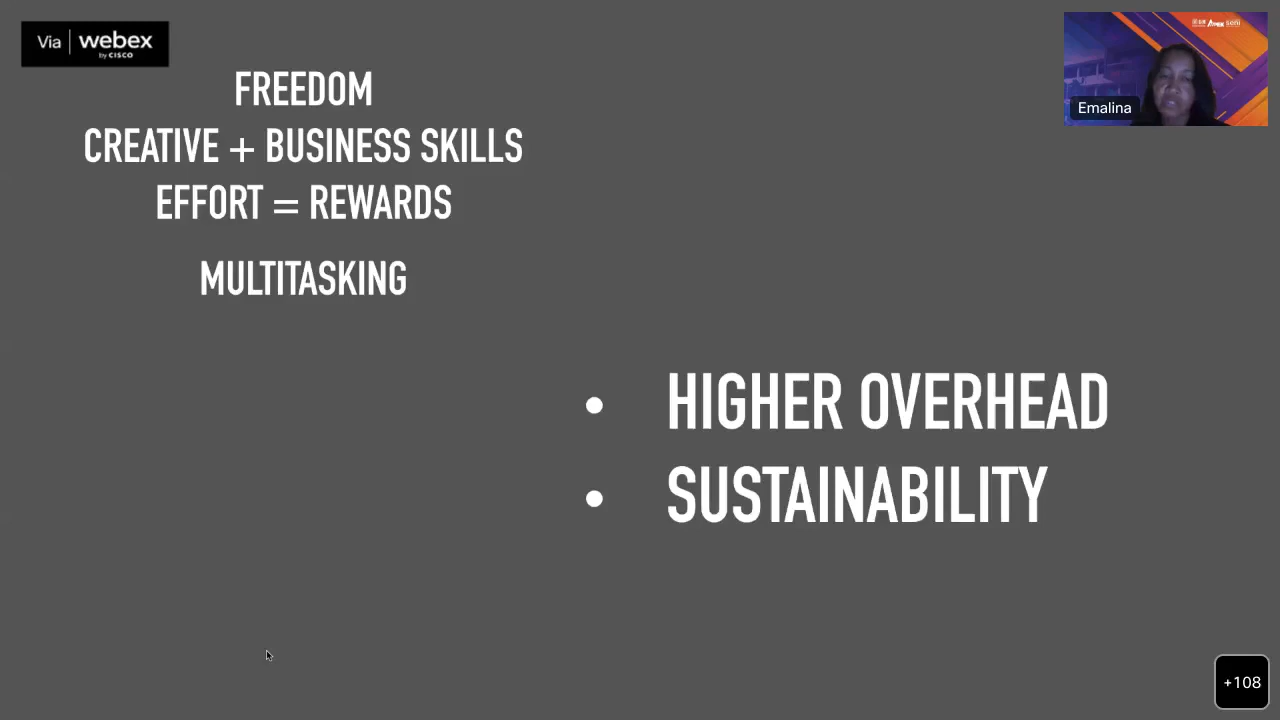 Via webex
by CISCO
FREEDOM
CREATIVE + BUSINESS SKILLS
EFFORT = REWARDS
MULTITASKING
• HIGHER OVERHEAD
• SUSTAINABILITY
Emalina
+108